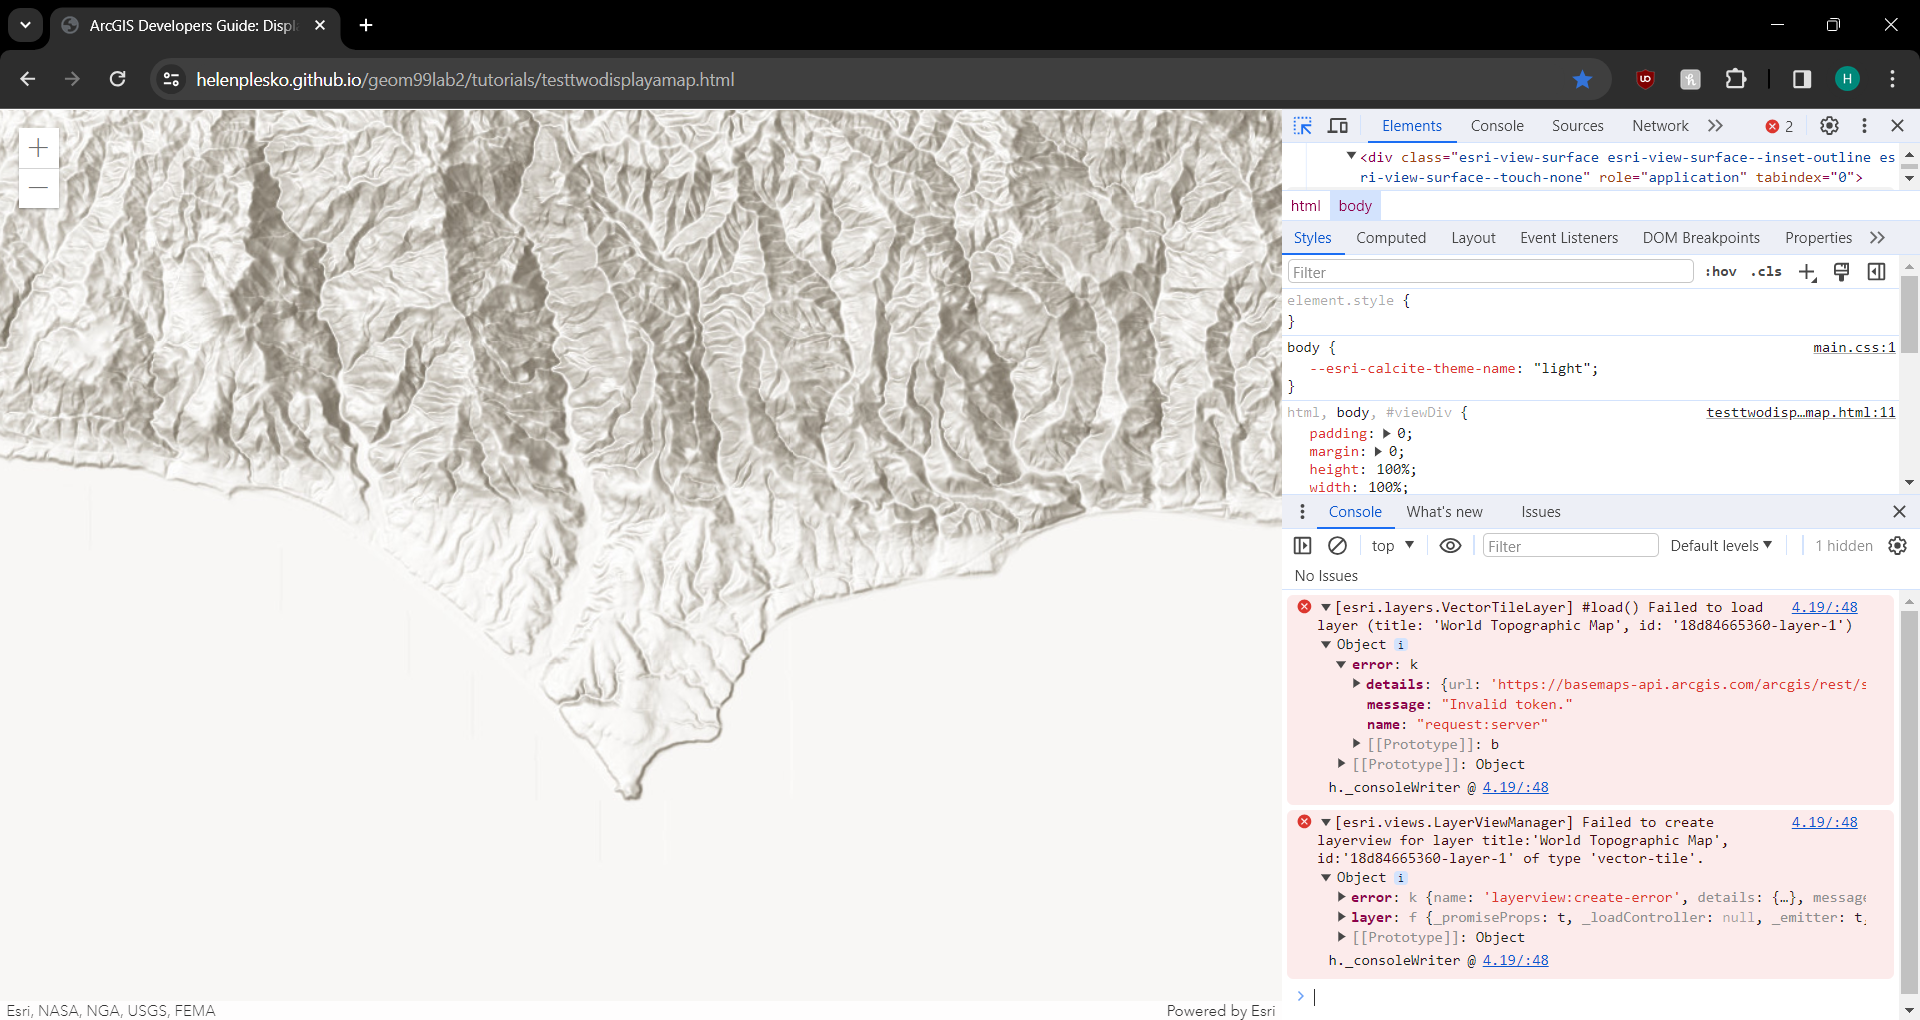 ArcGIS Developers Guide: Displ
helenplesko.github.io/geom99lab2/tutorials/testtwodisplayamap.html
H
Elements Console Sources Network 2
<div class="esri-view-surface esri-view-surface--inset-outline es
ri-view-surface--touch-none" role="application" tabindex="0">
html body
Styles Computed Layout Event Listeners DOM Breakpoints Properties
Filter :hov .cls
element.style {
}
body { main.css:1
--esri-calcite-theme-name: "light";
}
html, body, #viewDiv { testtwodisp…map.html:11
padding: 0;
margin: 0;
height: 100%;
width: 100%;
Console What's new Issues
top Filter Default levels 1 hidden
No Issues
[esri.layers.VectorTileLayer] #load() Failed to load 4.19/:48
layer (title: 'World Topographic Map', id: '18d84665360-layer-1')
Object i
error: k
details: {url: 'https://basemaps-api.arcgis.com/arcgis/rest/s
message: "Invalid token."
name: "request:server"
[[Prototype]]: b
[[Prototype]]: Object
h._consoleWriter @ 4.19/:48
[esri.views.LayerViewManager] Failed to create 4.19/:48
layerview for layer title:'World Topographic Map',
id:'18d84665360-layer-1' of type 'vector-tile'.
Object i
error: k {name: 'layerview:create-error', details: {…}, message
layer: f {_promiseProps: t, _loadController: null, _emitter: t,
[[Prototype]]: Object
h._consoleWriter @ 4.19/:48
Esri, NASA, NGA, USGS, FEMA
Powered by Esri